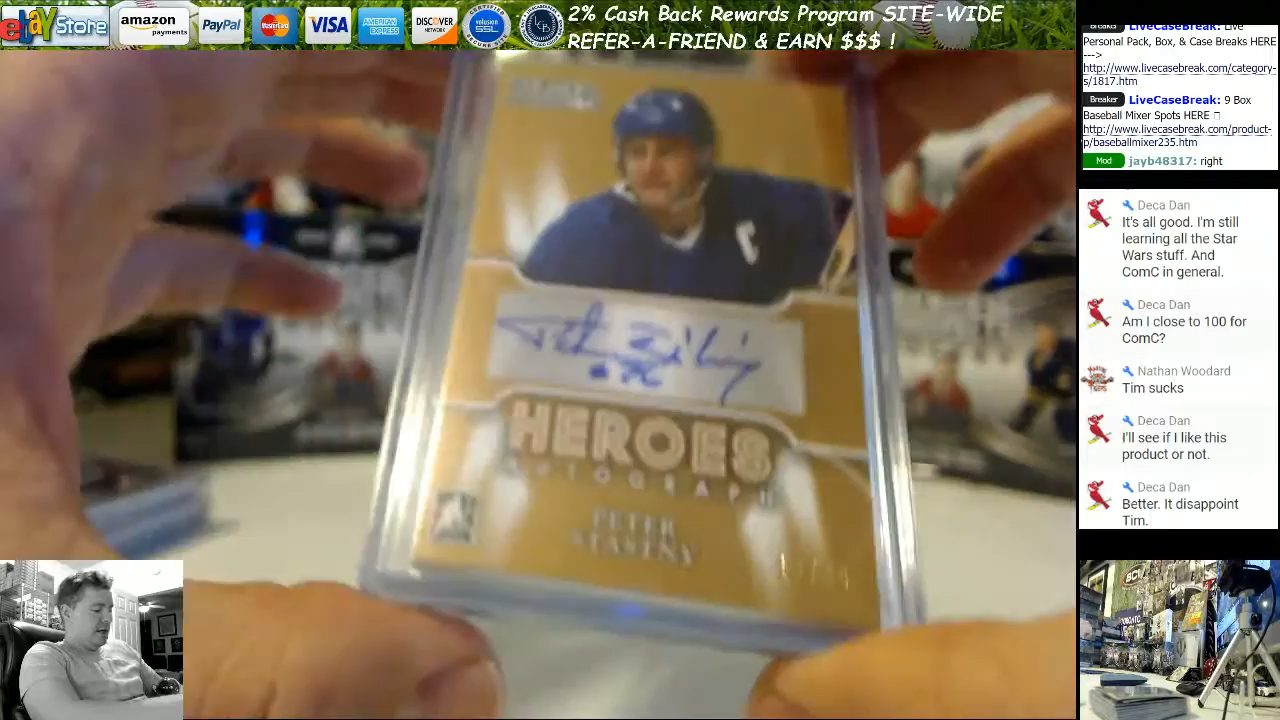 ebay Store
amazon
payments
PayPal
MasterCard
VISA
AMERICAN
EXPRESS
DISCOVER
NETWORK
volusion
SSL
CERTIFIED
2% Cash Back Rewards Program SITE-WIDE
REFER-A-FRIEND & EARN $$$ !
LiveCaseBreak: Live
Personal Pack, Box, & Case Breaks HERE
--->
http://www.livecasebreak.com/category-
s/1817.htm
Breaker LiveCaseBreak: 9 Box
Baseball Mixer Spots HERE
http://www.livecasebreak.com/product-
p/baseballmixer235.htm
Mod jayb48317: right
Deca Dan
It's all good. I'm still
learning all the Star
Wars stuff. And
ComC in general.
Deca Dan
Am I close to 100 for
ComC?
Nathan Woodard
Tim sucks
Deca Dan
I'll see if I like this
product or not.
Deca Dan
Better. It disappoint
Tim.
C
HEROES
PETER
STASTNY